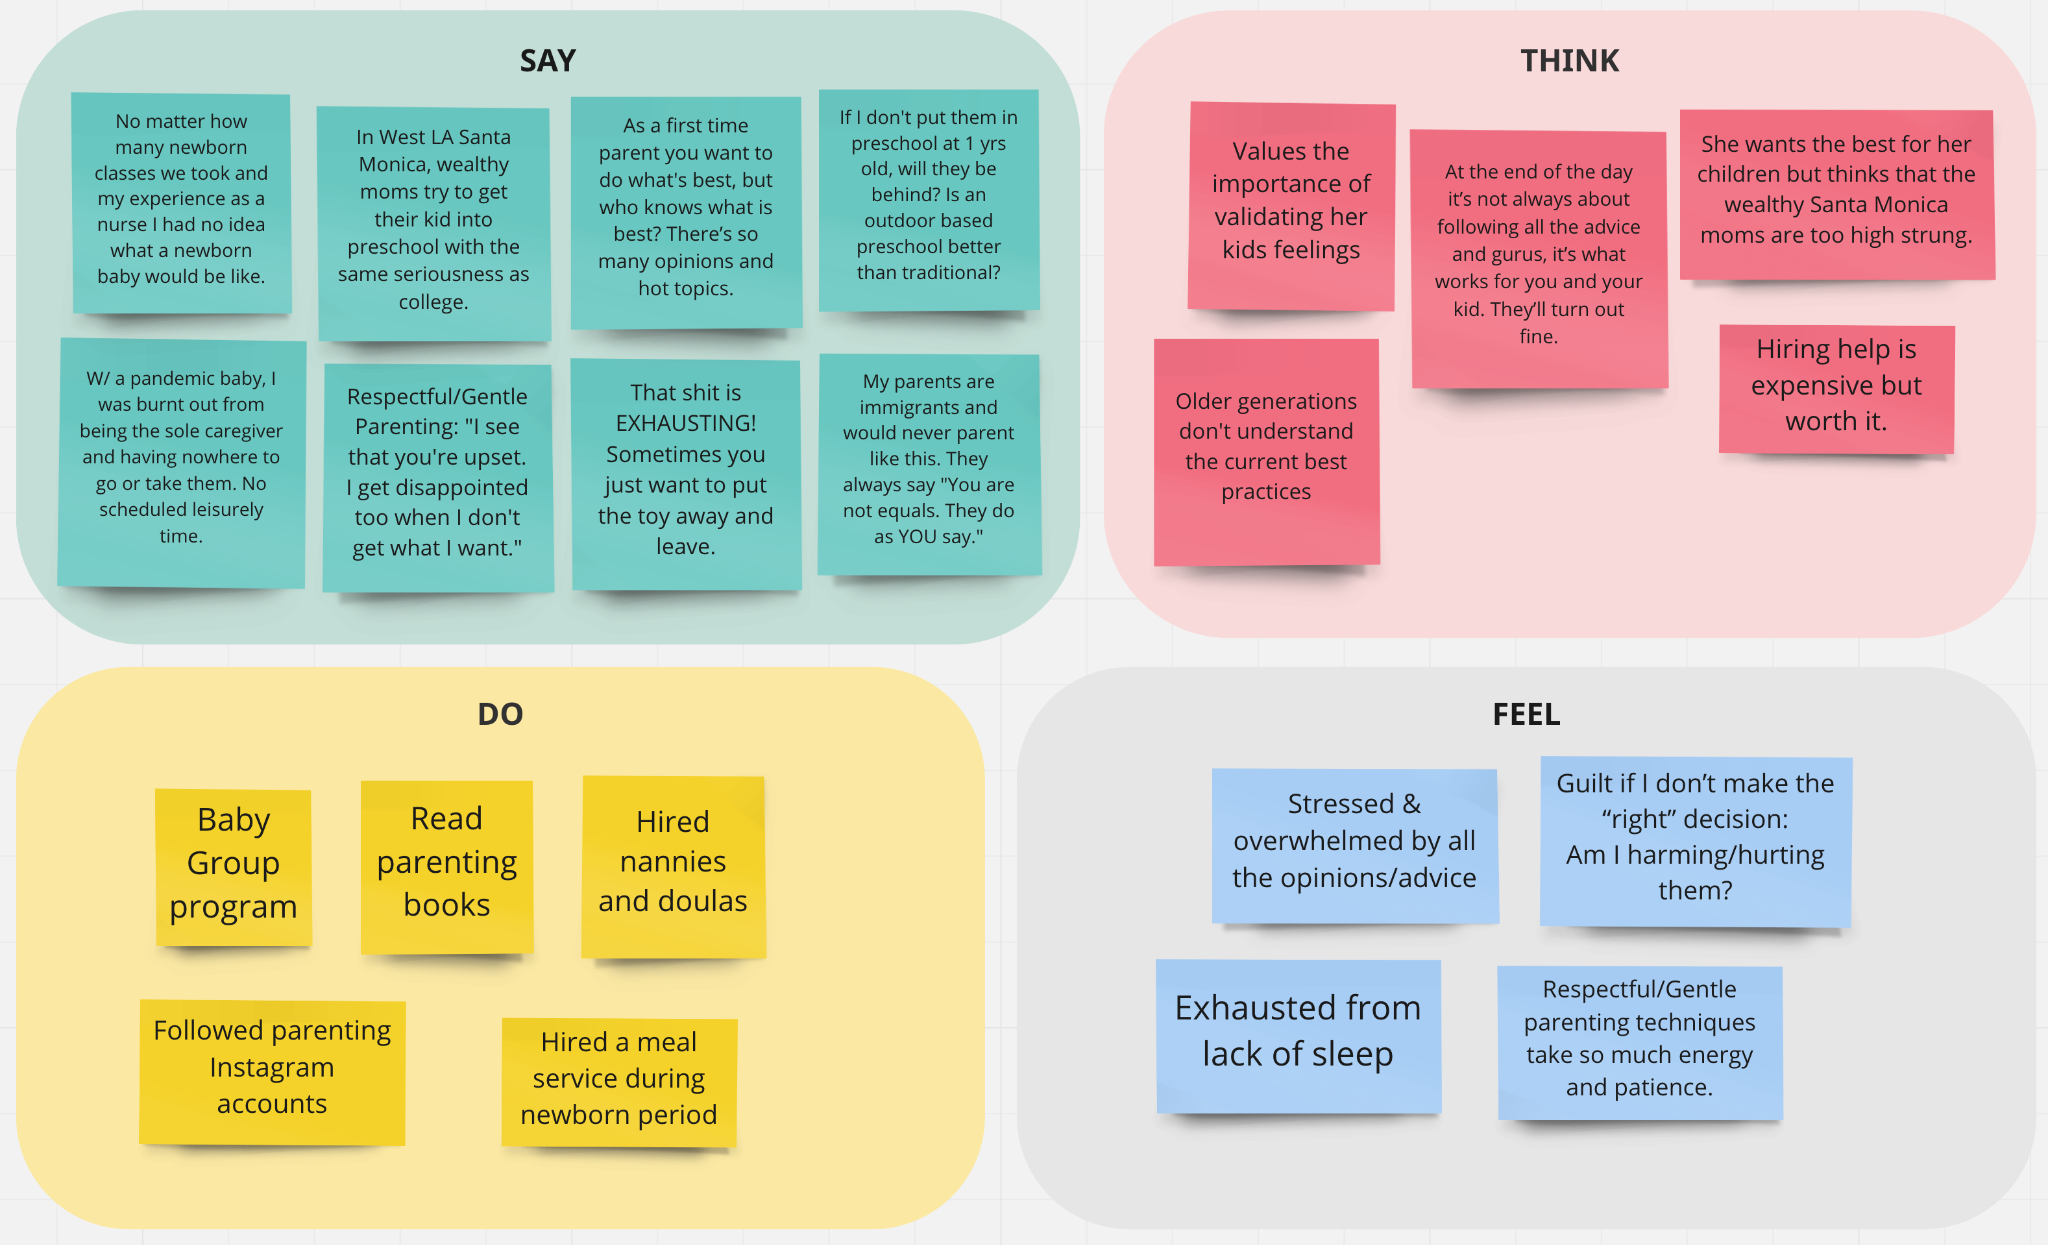 SAY
No matter how
many newborn
classes we took and
my experience as a
nurse I had no idea
what a newborn
baby would be like.
In West LA Santa
Monica, wealthy
moms try to get
their kid into
preschool with the
same seriousness as
college.
As a first time
parent you want to
do what's best, but
who knows what is
best? There’s so
many opinions and
hot topics.
If I don't put them in
preschool at 1 yrs
old, will they be
behind? Is an
outdoor based
preschool better
than traditional?
W/ a pandemic baby, I
was burnt out from
being the sole caregiver
and having nowhere to
go or take them. No
scheduled leisurely
time.
Respectful/Gentle
Parenting: "I see
that you're upset.
I get disappointed
too when I don't
get what I want."
That shit is
EXHAUSTING!
Sometimes you
just want to put
the toy away and
leave.
My parents are
immigrants and
would never parent
like this. They
always say "You are
not equals. They do
as YOU say."
THINK
Values the
importance of
validating her
kids feelings
At the end of the day
it’s not always about
following all the advice
and gurus, it’s what
works for you and your
kid. They’ll turn out
fine.
She wants the best for her
children but thinks that the
wealthy Santa Monica
moms are too high strung.
Older generations
don't understand
the current best
practices
Hiring help is
expensive but
worth it.
DO
Baby
Group
program
Read
parenting
books
Hired
nannies
and doulas
Followed parenting
Instagram
accounts
Hired a meal
service during
newborn period
FEEL
Stressed &
overwhelmed by all
the opinions/advice
Guilt if I don’t make the
“right” decision:
Am I harming/hurting
them?
Exhausted from
lack of sleep
Respectful/Gentle
parenting techniques
take so much energy
and patience.